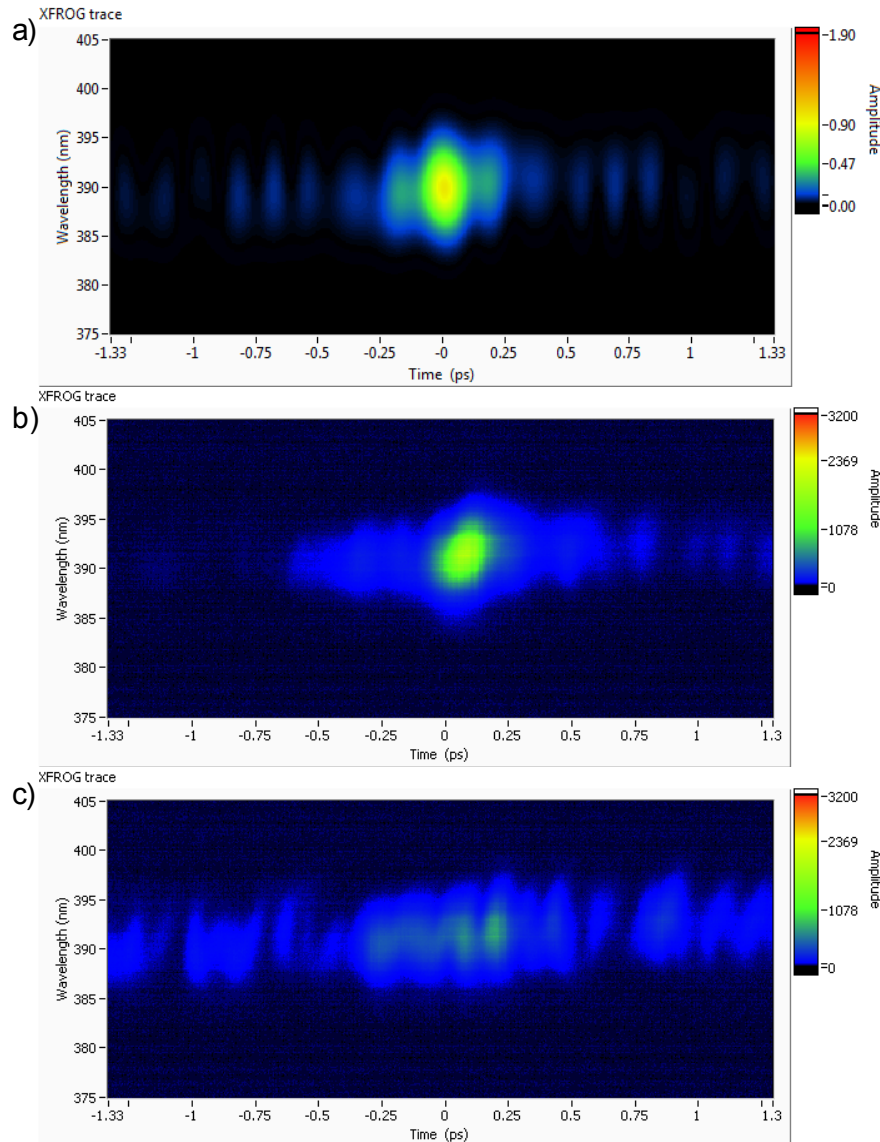 XFROG trace
a)
405
400
395
390
385
380
375
Wavelength (nm)
-1.33 -1 -0.75 -0.5 -0.25 -0 0.25 0.5 0.75 1 1.33
Time (ps)
1.90
0.90
0.47
0.00
Amplitude
XFROG trace
b)
405
400
395
390
385
380
375
Wavelength (nm)
-1.33 -1 -0.75 -0.5 -0.25 0 0.25 0.5 0.75 1 1.3
Time (ps)
3200
2369
1078
0
Amplitude
XFROG trace
c)
405
400
395
390
385
380
375
Wavelength (nm)
-1.33 -1 -0.75 -0.5 -0.25 0 0.25 0.5 0.75 1 1.3
Time (ps)
3200
2369
1078
0
Amplitude